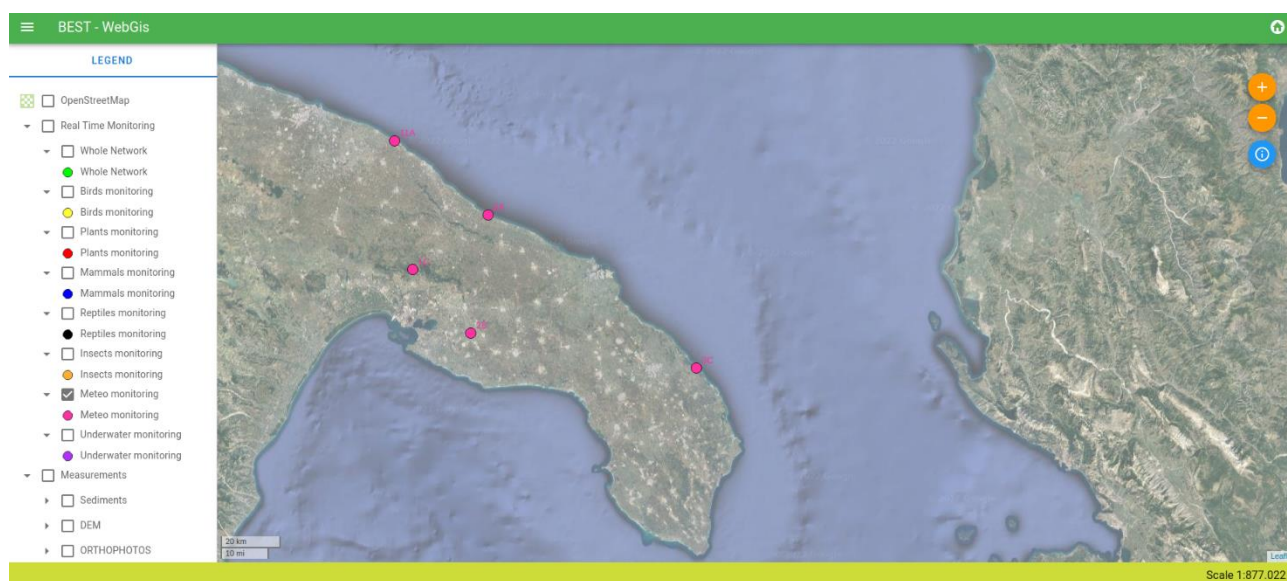 BEST - WebGis
LEGEND
OpenStreetMap
Real Time Monitoring
Whole Network
Whole Network
Birds monitoring
Birds monitoring
Plants monitoring
Plants monitoring
Mammals monitoring
Mammals monitoring
Reptiles monitoring
Reptiles monitoring
Insects monitoring
Insects monitoring
Meteo monitoring
Meteo monitoring
Underwater monitoring
Underwater monitoring
Measurements
Sediments
DEM
ORTHOPHOTOS
20 km
10 mi
Scale 1:877.022